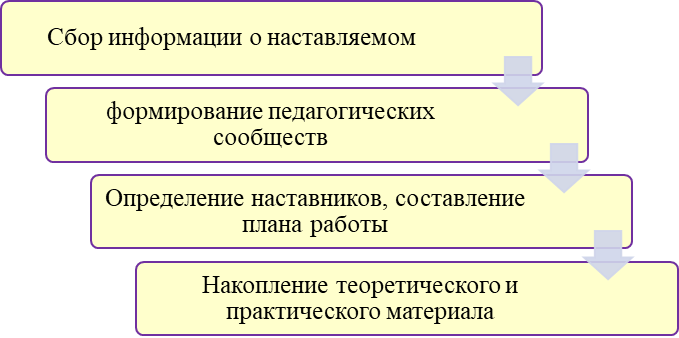 Сбор информации о наставляемом
формирование педагогических
сообществ
Определение наставников, составление
плана работы
Накопление теоретического и
практического материала